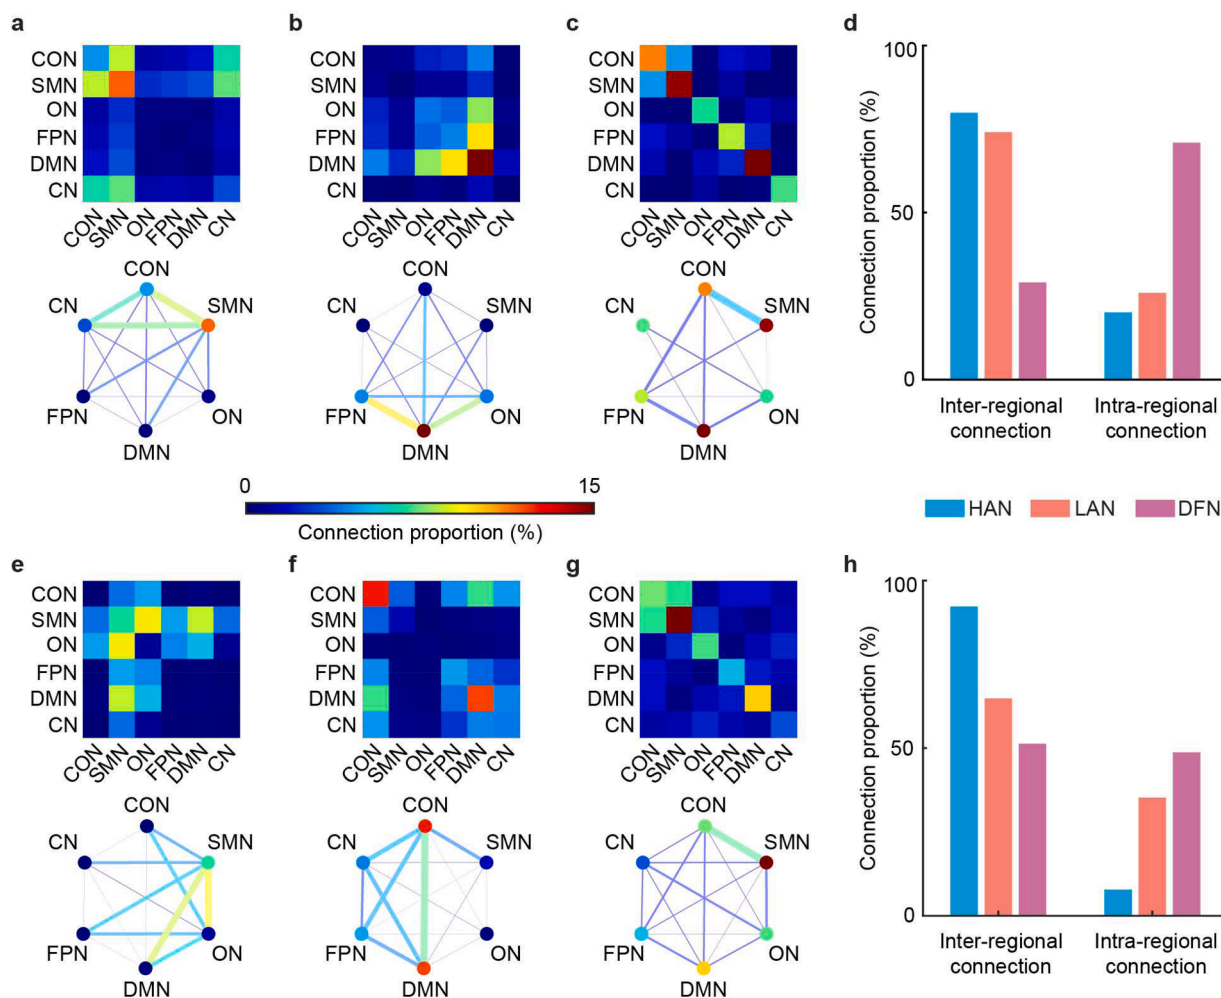 a
CON
SMN
ON
FPN
DMN
CN
CON SMN ON FPN DMN CN
CON
CN SMN
FPN ON
DMN
b
CON SMN ON FPN DMN CN
CON
CN SMN
FPN ON
DMN
c
CON
SMN
ON
FPN
DMN
CN
CON SMN ON FPN DMN CN
CON
CN SMN
FPN ON
DMN
d
Connection proportion (%)
100
50
0
Inter-regional
connection
Intra-regional
connection
0 15
Connection proportion (%)
HAN LAN DFN
e
CON
SMN
ON
FPN
DMN
CN
CON SMN ON FPN DMN CN
CON
CN SMN
FPN ON
DMN
f
CON
SMN
ON
FPN
DMN
CN
CON SMN ON FPN DMN CN
CON
CN SMN
FPN ON
DMN
g
CON
SMN
ON
FPN
DMN
CN
CON SMN ON FPN DMN CN
CON
CN SMN
FPN ON
DMN
h
Connection proportion (%)
100
50
0
Inter-regional
connection
Intra-regional
connection